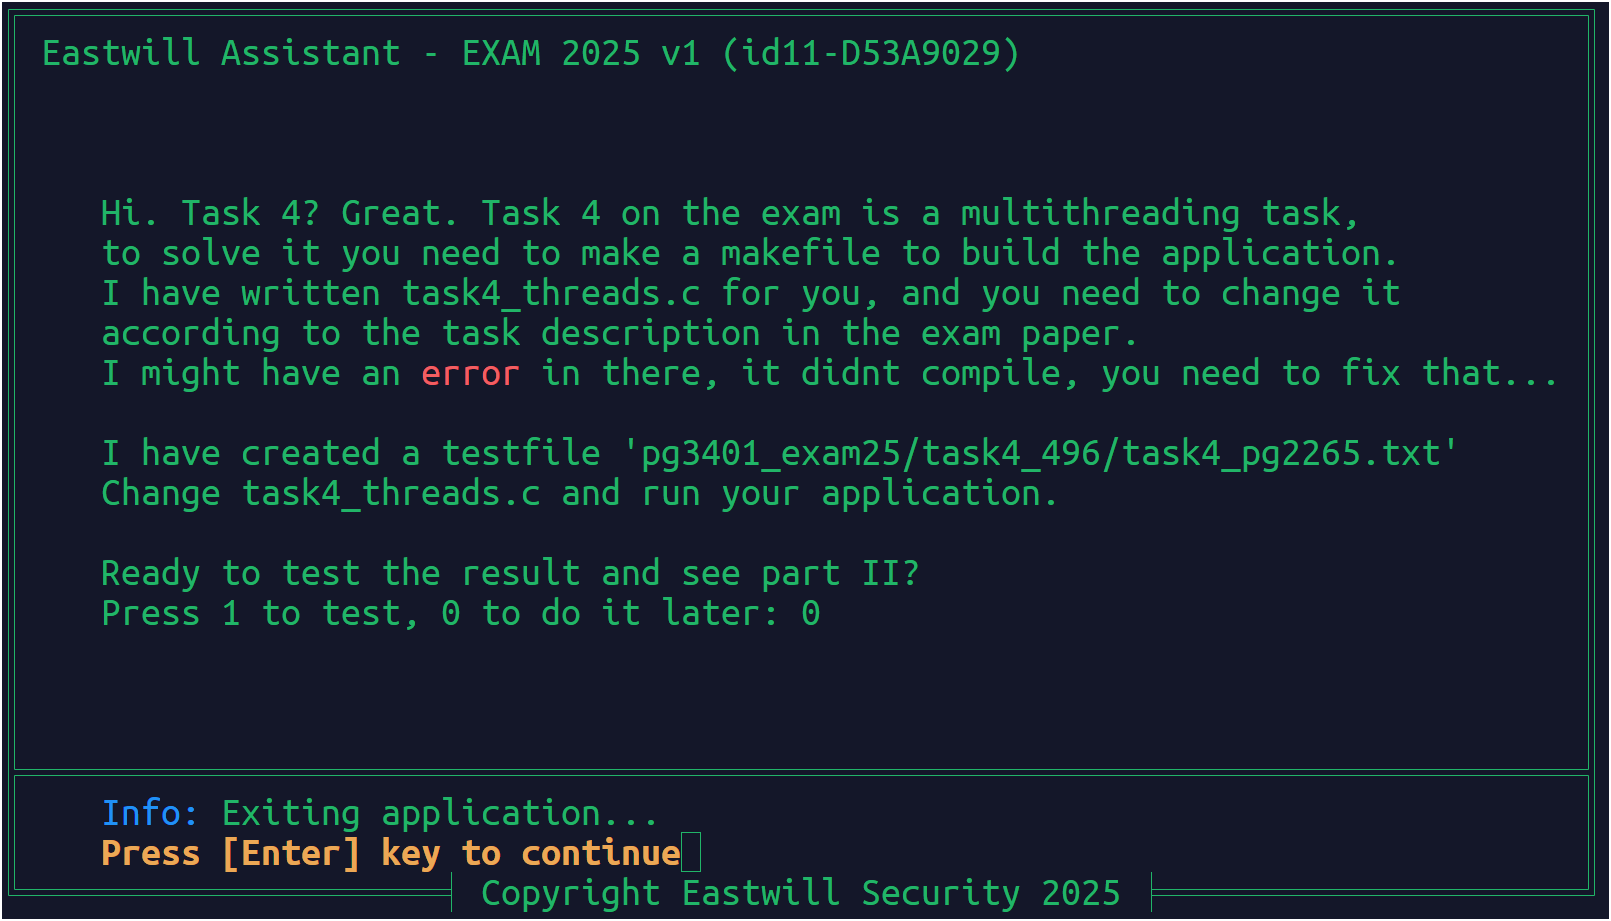 Eastwill Assistant - EXAM 2025 v1 (id11-D53A9029)
Hi. Task 4? Great. Task 4 on the exam is a multithreading task,
to solve it you need to make a makefile to build the application.
I have written task4_threads.c for you, and you need to change it
according to the task description in the exam paper.
I might have an error in there, it didnt compile, you need to fix that...
I have created a testfile 'pg3401_exam25/task4_496/task4_pg2265.txt'
Change task4_threads.c and run your application.
Ready to test the result and see part II?
Press 1 to test, 0 to do it later: 0
Info: Exiting application...
Press [Enter] key to continue
Copyright Eastwill Security 2025